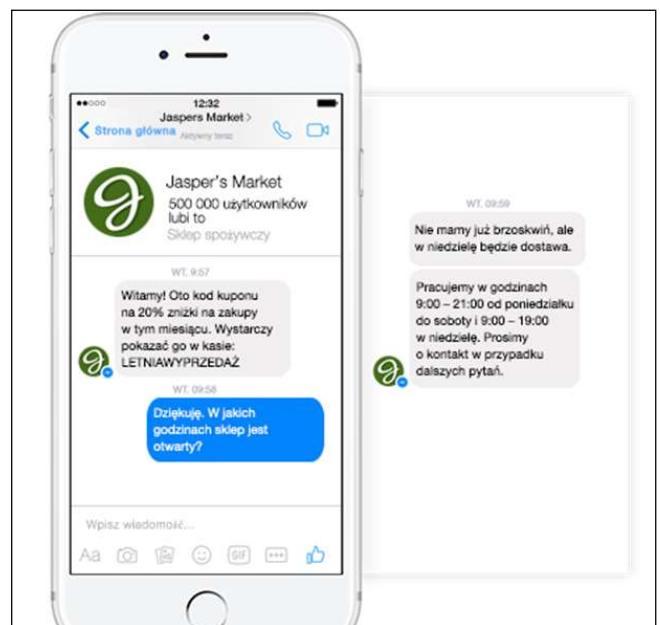 12:32
Jaspers Market >
Strona główna
Aktywny teraz
Jasper's Market
500 000 użytkowników
lubi to
Sklep spożywczy
WT. 9:57
Witamy! Oto kod kuponu
na 20% zniżki na zakupy
w tym miesiącu. Wystarczy
pokazać go w kasie:
LETNIAWYPRZEDAŻ
WT. 09:58
Dziękuję. W jakich
godzinach sklep jest
otwarty?
Wpisz wiadomość...
Aa
GIF
WT. 09:59
Nie mamy już brzoskwiń, ale
w niedzielę będzie dostawa.
Pracujemy w godzinach
9:00 – 21:00 od poniedziałku
do soboty i 9:00 – 19:00
w niedzielę. Prosimy
o kontakt w przypadku
dalszych pytań.